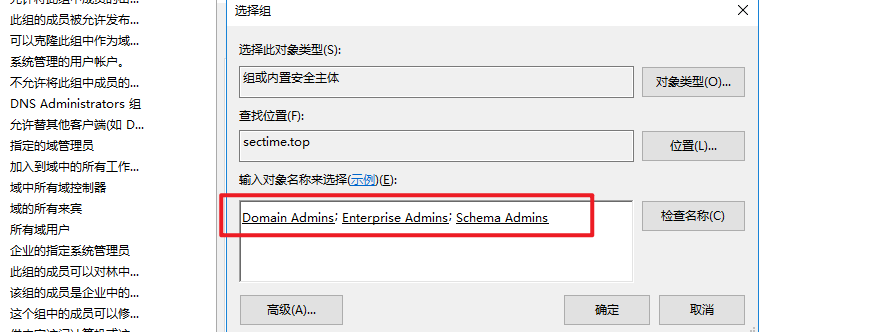 此组的成员被允许发布...
可以克隆此组中作为域...
系统管理的用户帐户。
不允许将此组中成员的...
DNS Administrators 组
允许替其他客户端(如 D...
指定的域管理员
加入到域中的所有工作...
域中所有域控制器
域的所有来宾
所有域用户
企业的指定系统管理员
此组的成员可以对林中...
该组的成员是企业中的...
这个组中的成员可以修...
选择组
选择此对象类型(S):
组或内置安全主体
对象类型(O)...
查找位置(F):
sectime.top
位置(L)...
输入对象名称来选择(示例)(E):
Domain Admins; Enterprise Admins; Schema Admins
检查名称(C)
高级(A)...
确定
取消